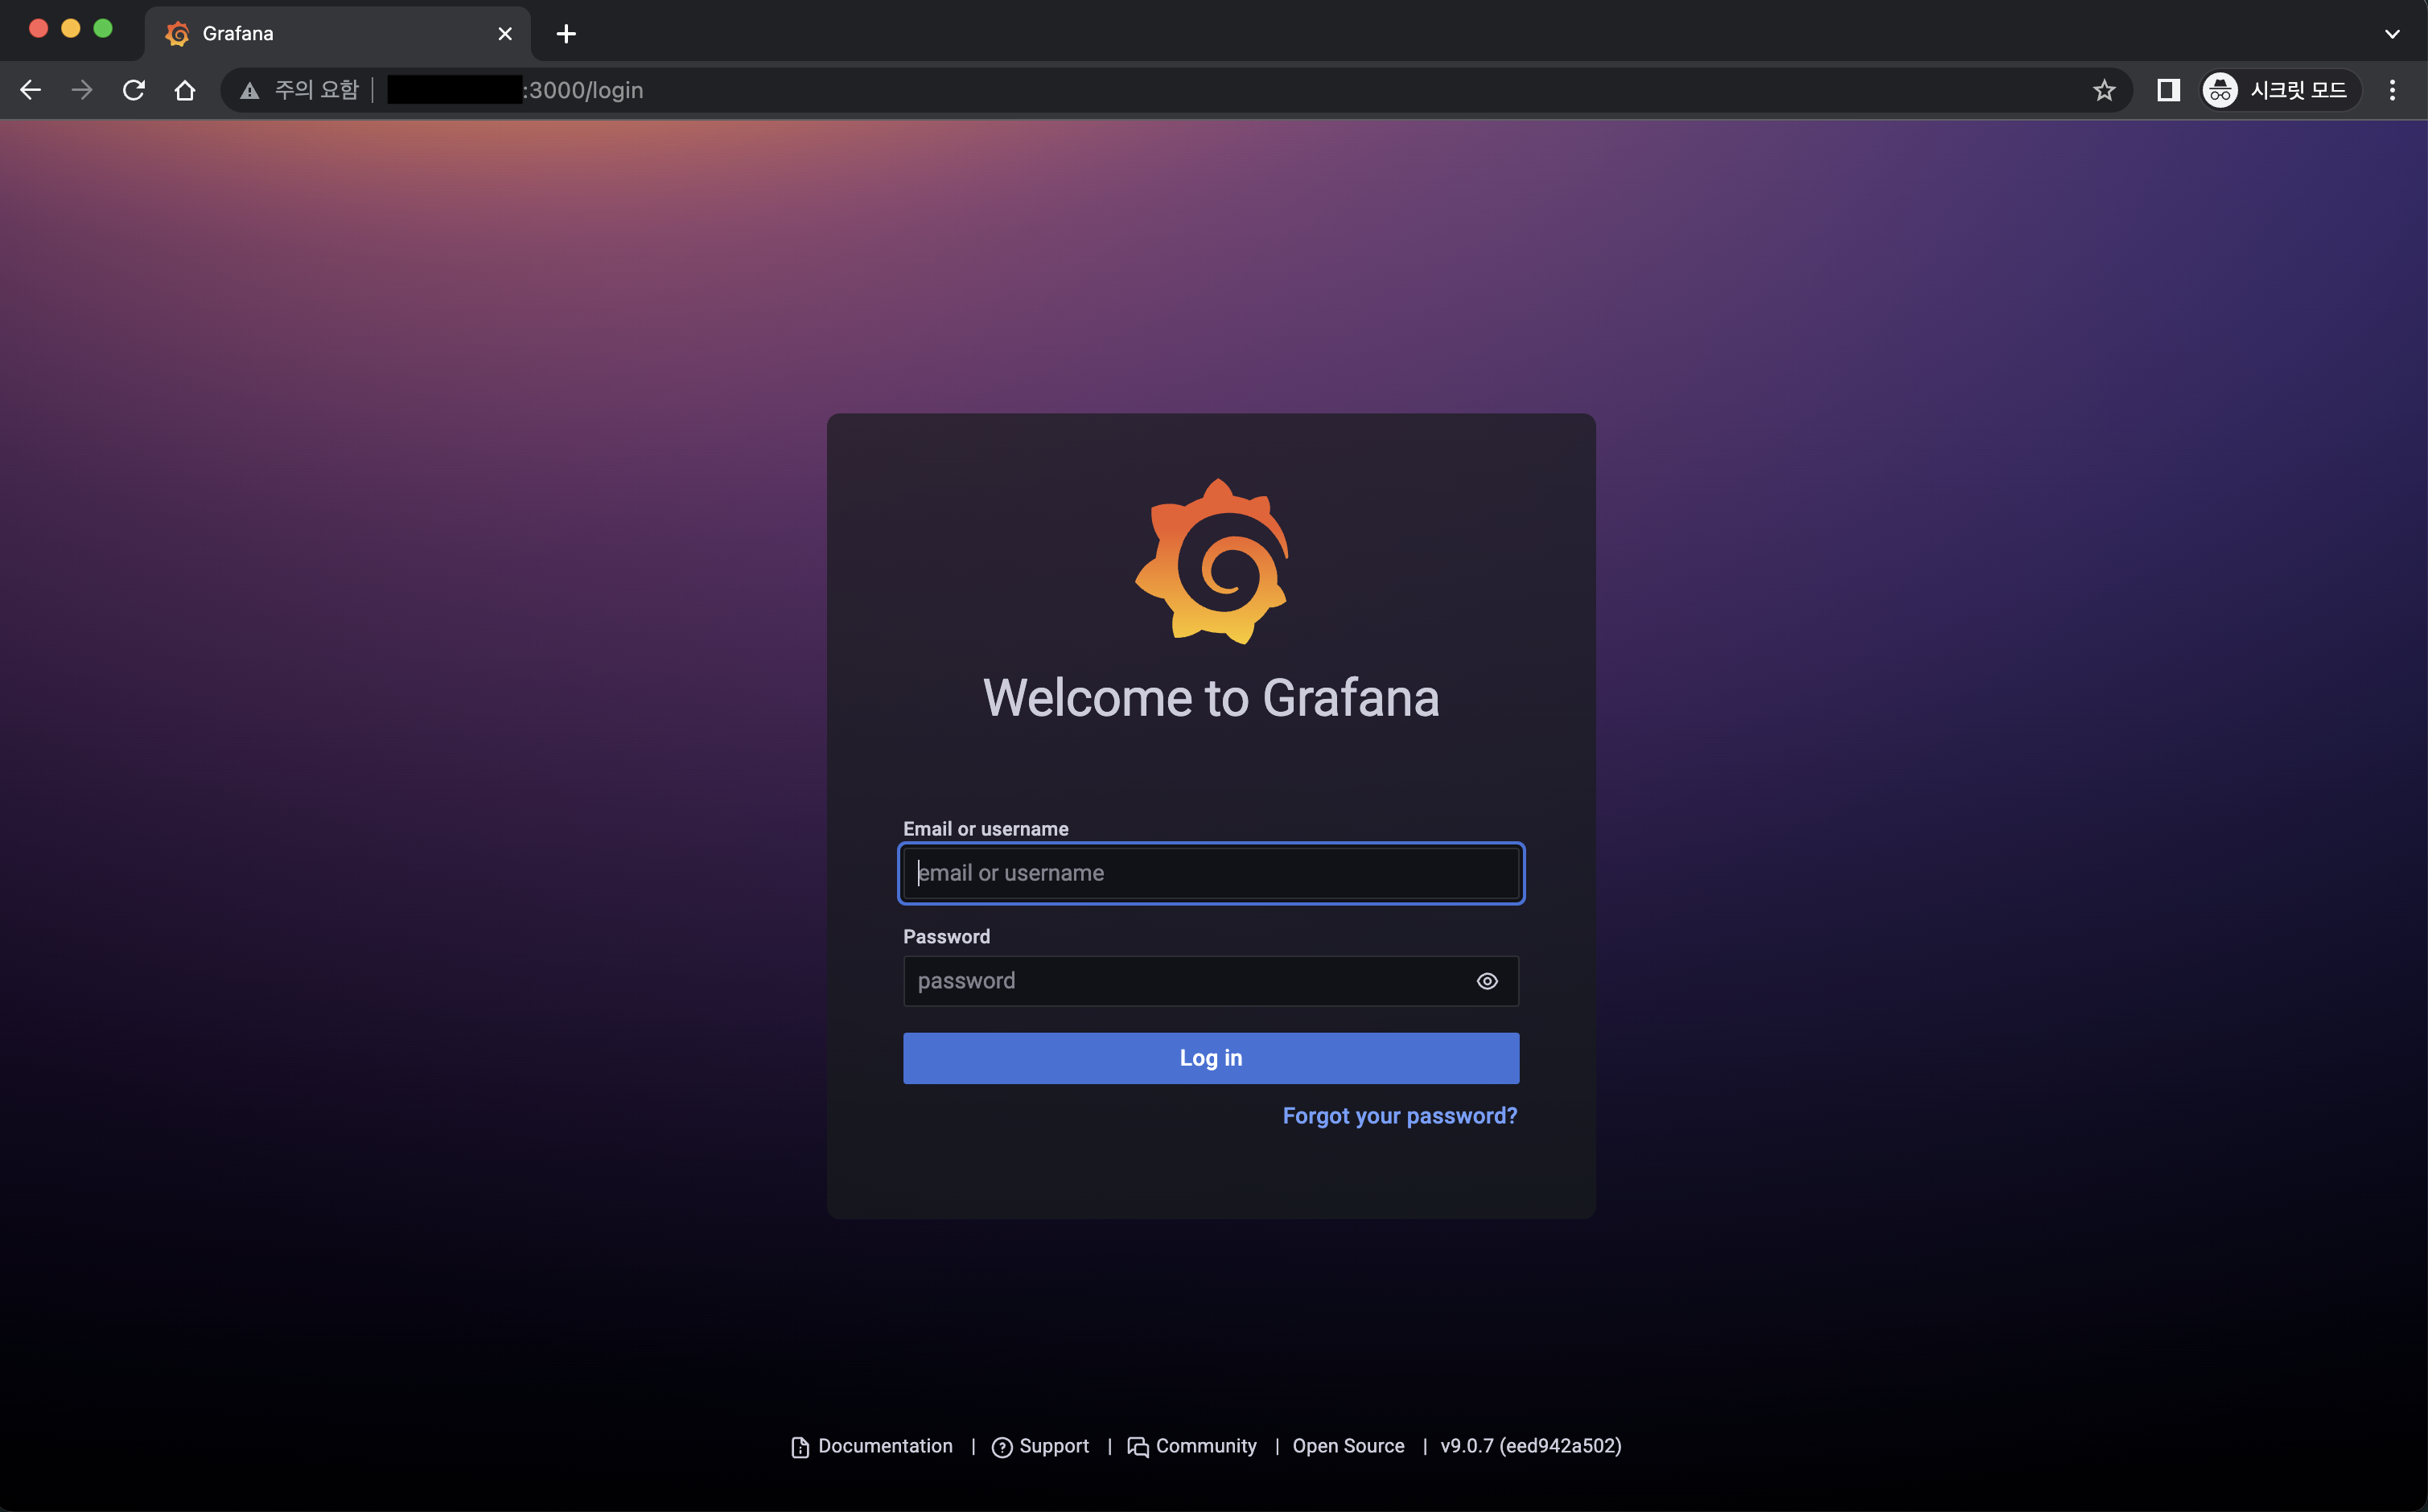 Grafana
주의 요함 | :3000/login
시크릿 모드
Welcome to Grafana
Email or username
email or username
Password
password
Log in
Forgot your password?
Documentation | Support | Community | Open Source | v9.0.7 (eed942a502)